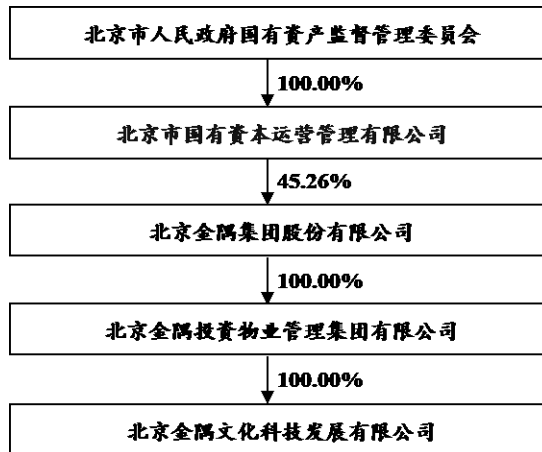 北京市人民政府国有资产监督管理委员会
100.00%
北京市国有资本运营管理有限公司
45.26%
北京金隅集团股份有限公司
100.00%
北京金隅投资物业管理集团有限公司
100.00%
北京金隅文化科技发展有限公司